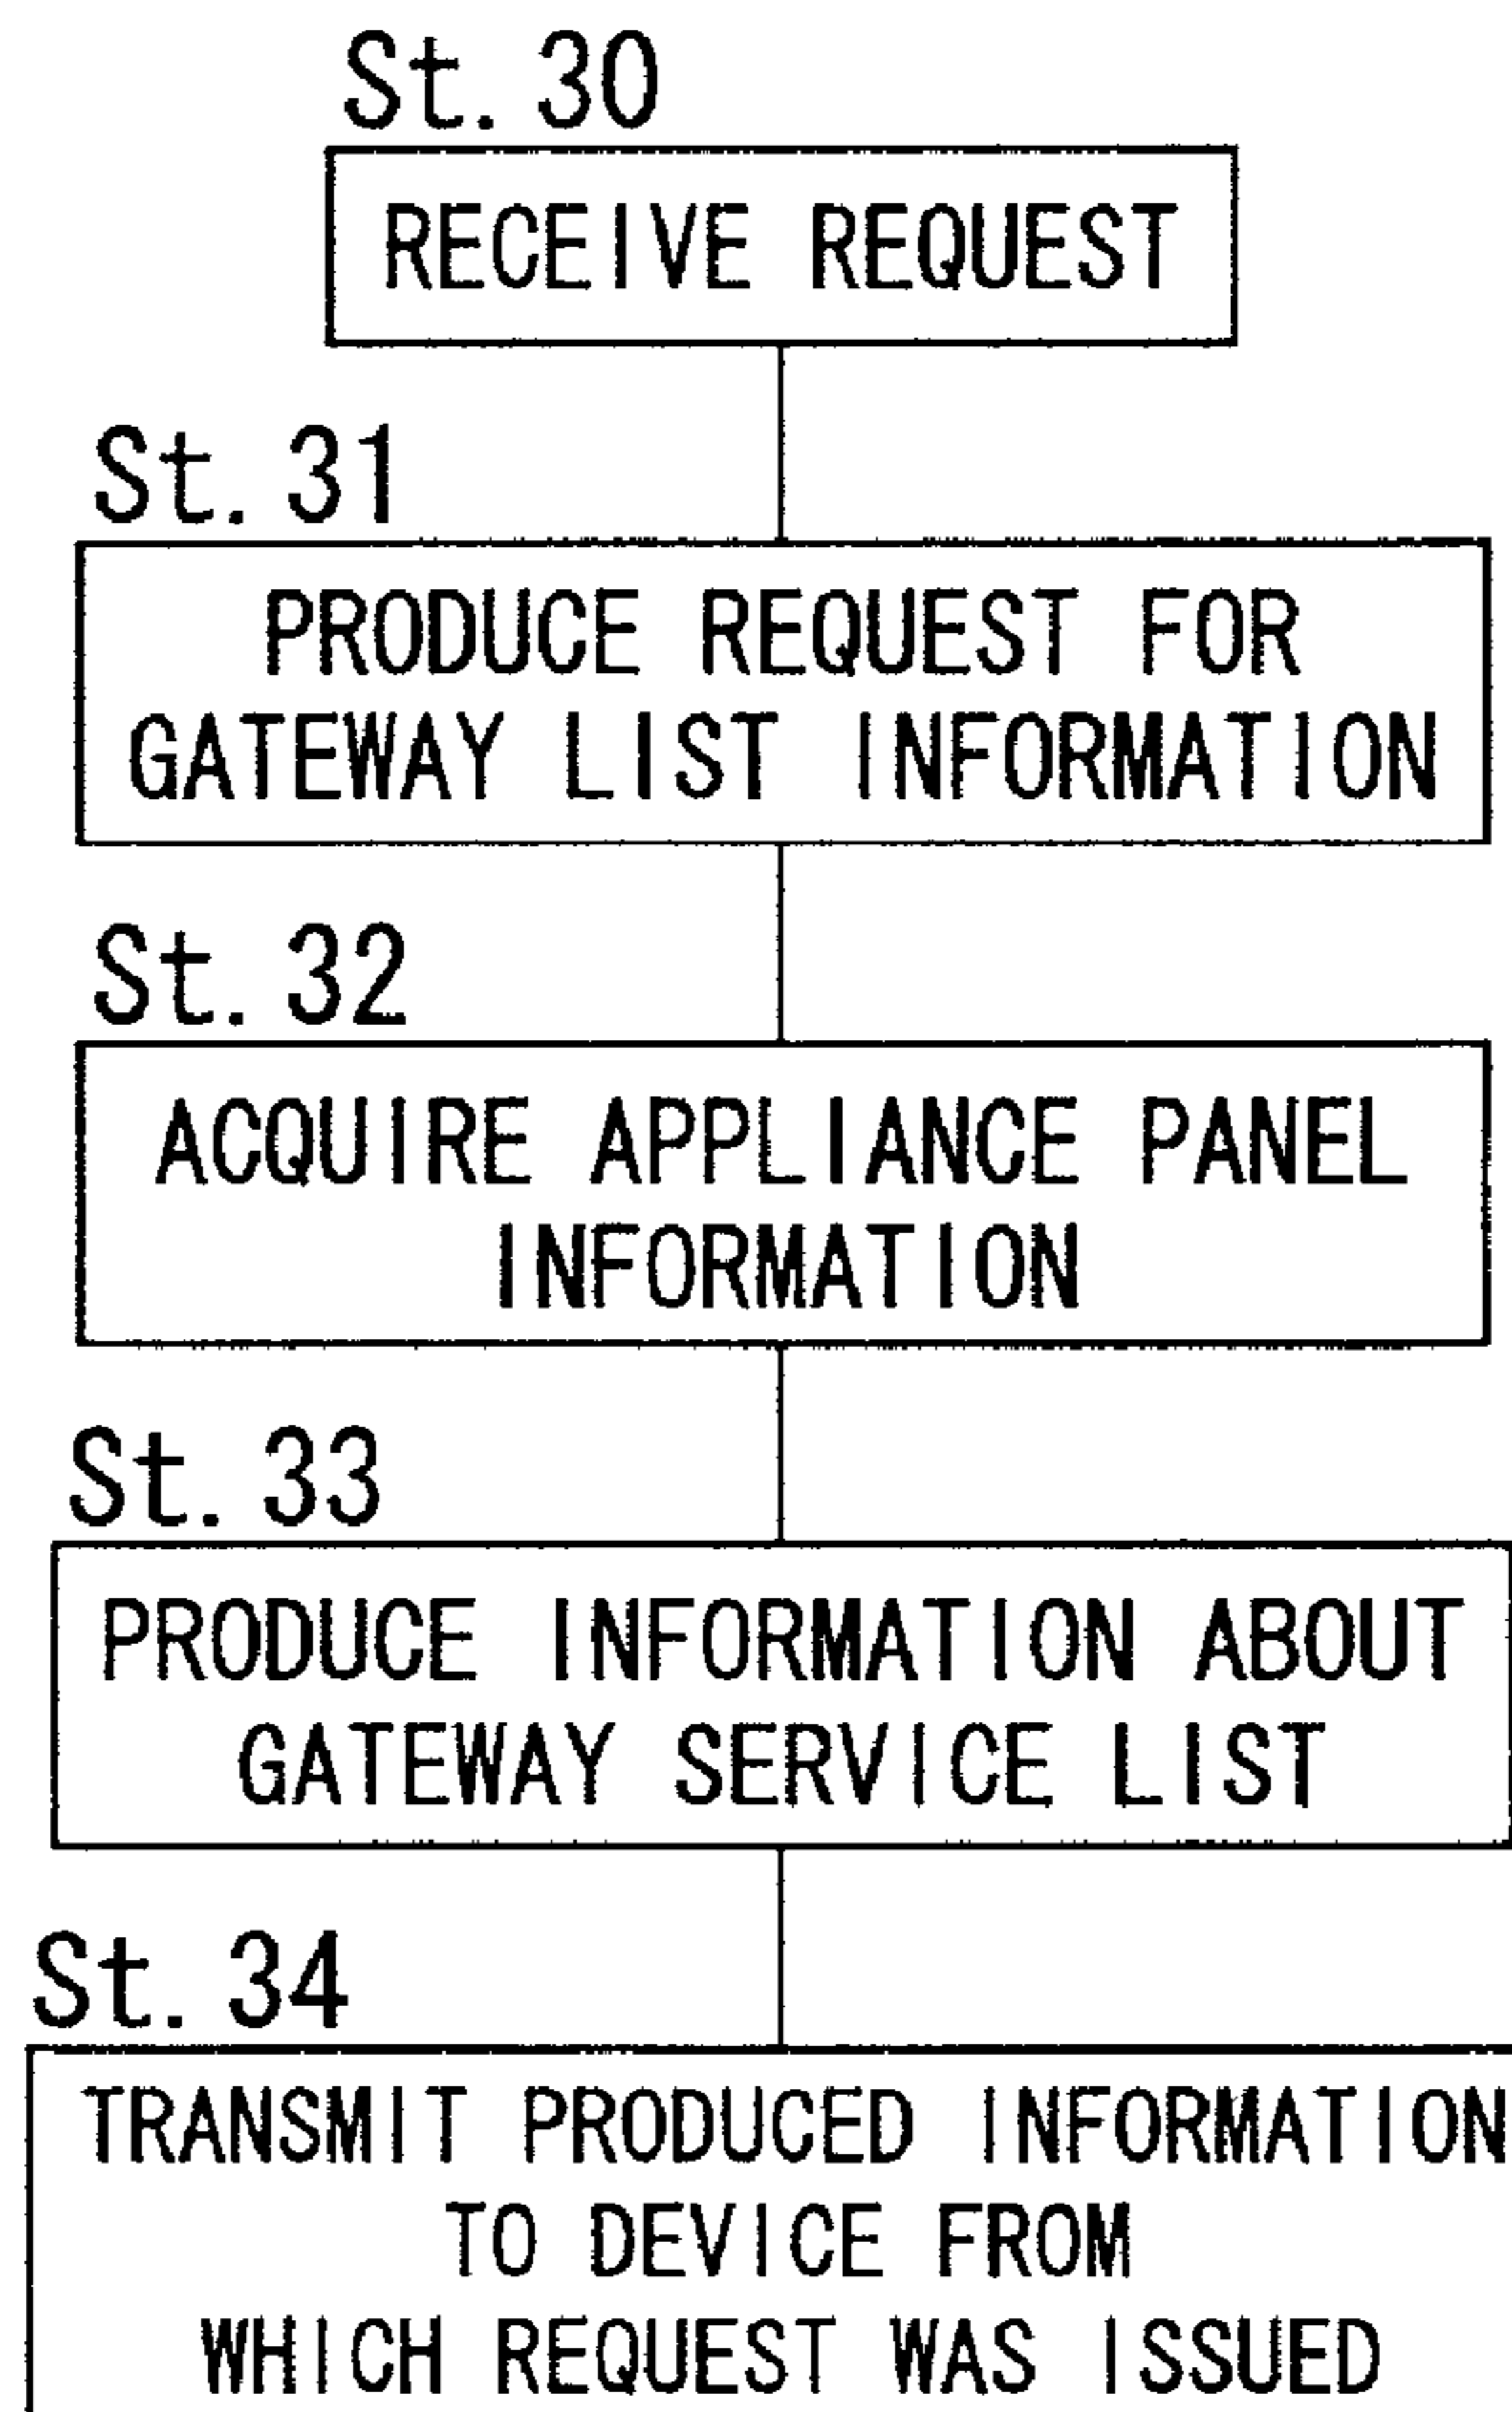 St. 30
RECEIVE REQUEST
St. 31
PRODUCE REQUEST FOR
GATEWAY LIST INFORMATION
St. 32
ACQUIRE APPLIANCE PANEL
INFORMATION
St. 33
PRODUCE INFORMATION ABOUT
GATEWAY SERVICE LIST
St. 34
TRANSMIT PRODUCED INFORMATION
TO DEVICE FROM
WHICH REQUEST WAS ISSUED